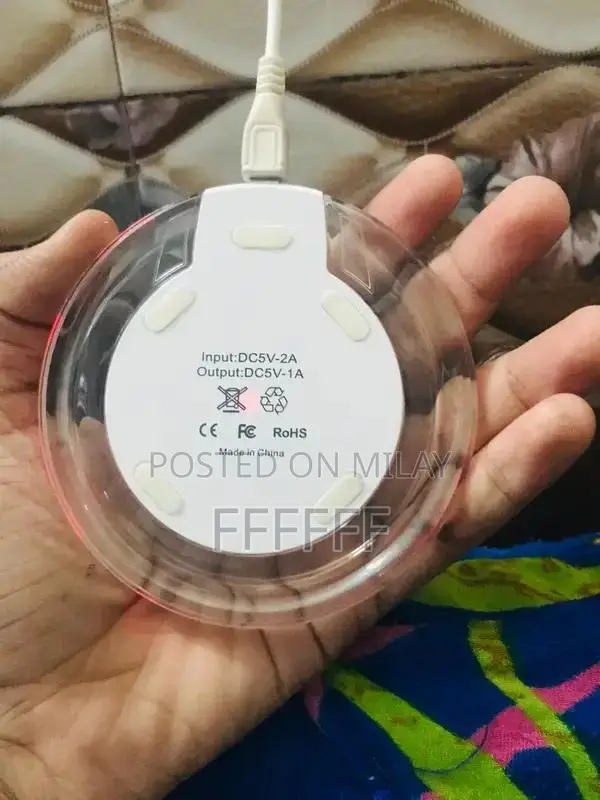 Input:DC5V-2A
Output:DC5V-1A
CE FC RoHS
Made in China
POSTED ON MILAY
FFFFFF